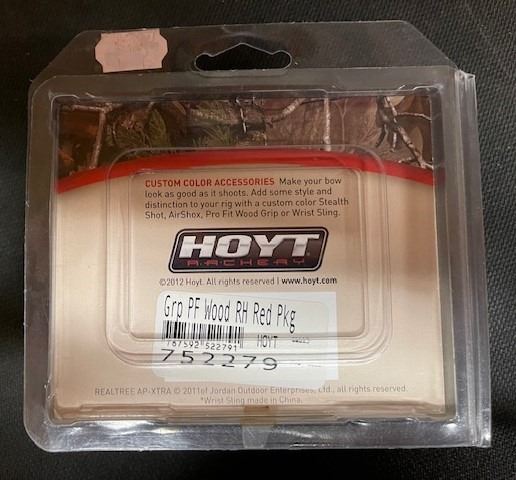 CUSTOM COLOR ACCESSORIES Make your bow
look as good as it shoots. Add some style and
distinction to your rig with a custom color Stealth
Shot, AirShox, Pro Fit Wood Grip or Wrist Sling.
HOYT
ARCHERY
©2012 Hoyt. All rights reserved | www.hoyt.com
Grp PF Wood RH Red Pkg
767592 522791 HOYT
752279
REALTREE AP-XTRA © 2011of Jordan Outdoor Enterprises, Ltd., all rights reserved.
*Wrist Sling made in China.